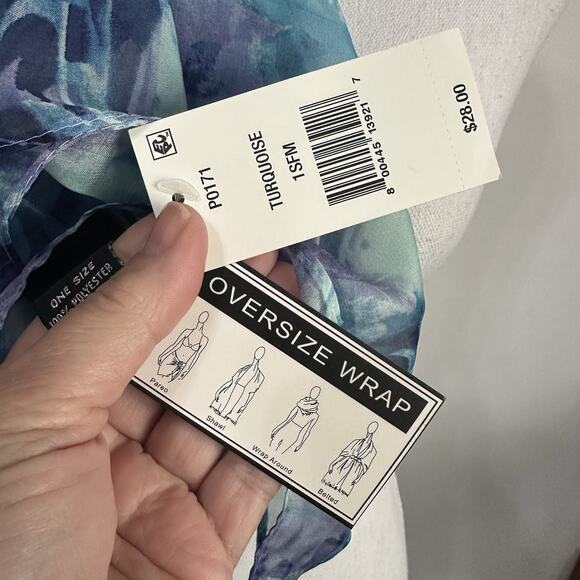 P0171
TURQUOISE
1SFM
8 00445 13921 7
$28.00
ONE SIZE
100% POLYESTER
OVERSIZE WRAP
Pareo
Shawl
Wrap Around
Belted